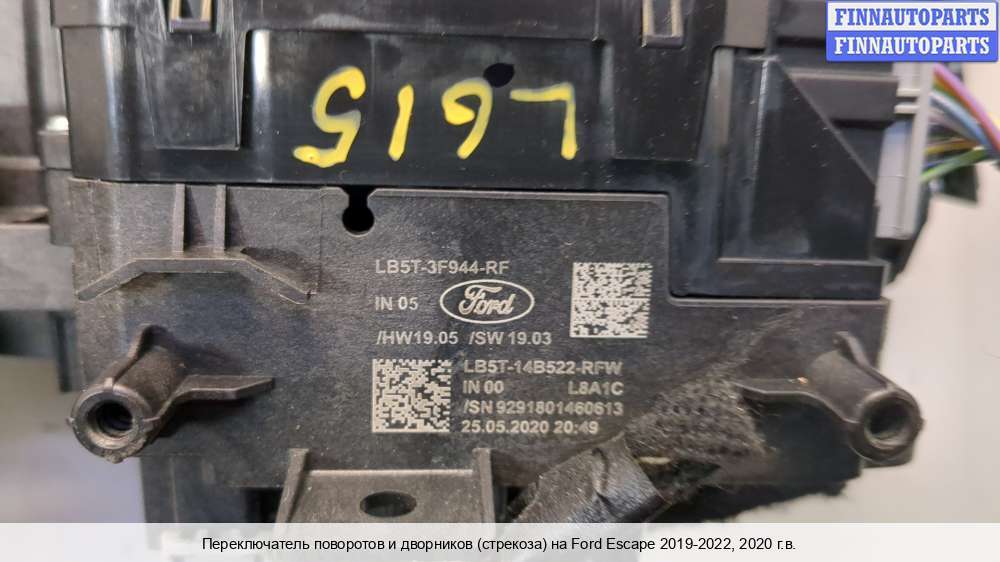 FINNAUTOPARTS
FINNAUTOPARTS
L615
LB5T-3F944-RF
IN 05
Ford
/HW19.05 /SW 19.03
LB5T-14B522-RFW
IN 00 L8A1C
/SN 9291801460613
25.05.2020 20:49
Переключатель поворотов и дворников (стрекоза) на Ford Escape 2019-2022, 2020 г.в.